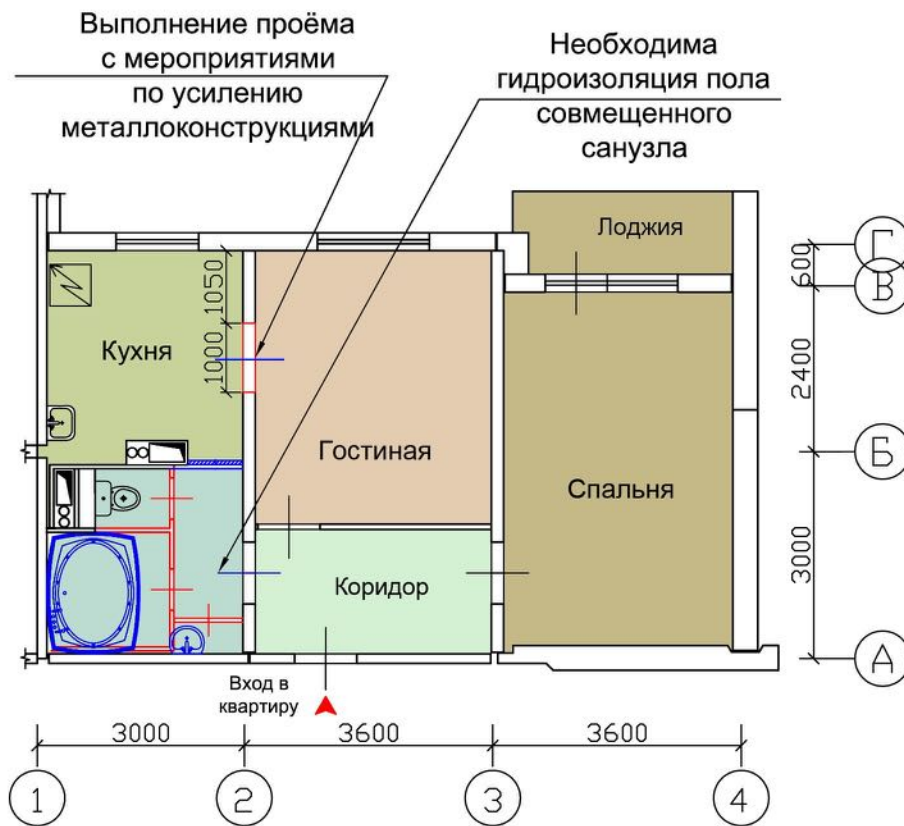 Выполнение проёма
с мероприятиями
по усилению
металлоконструкциями
Необходима
гидроизоляция пола
совмещенного
санузла
Лоджия
Г
600
В
1050
1000
Кухня
2400
Гостиная
Б
Спальня
3000
Коридор
А
Вход в
квартиру
3000
3600
3600
1
2
3
4